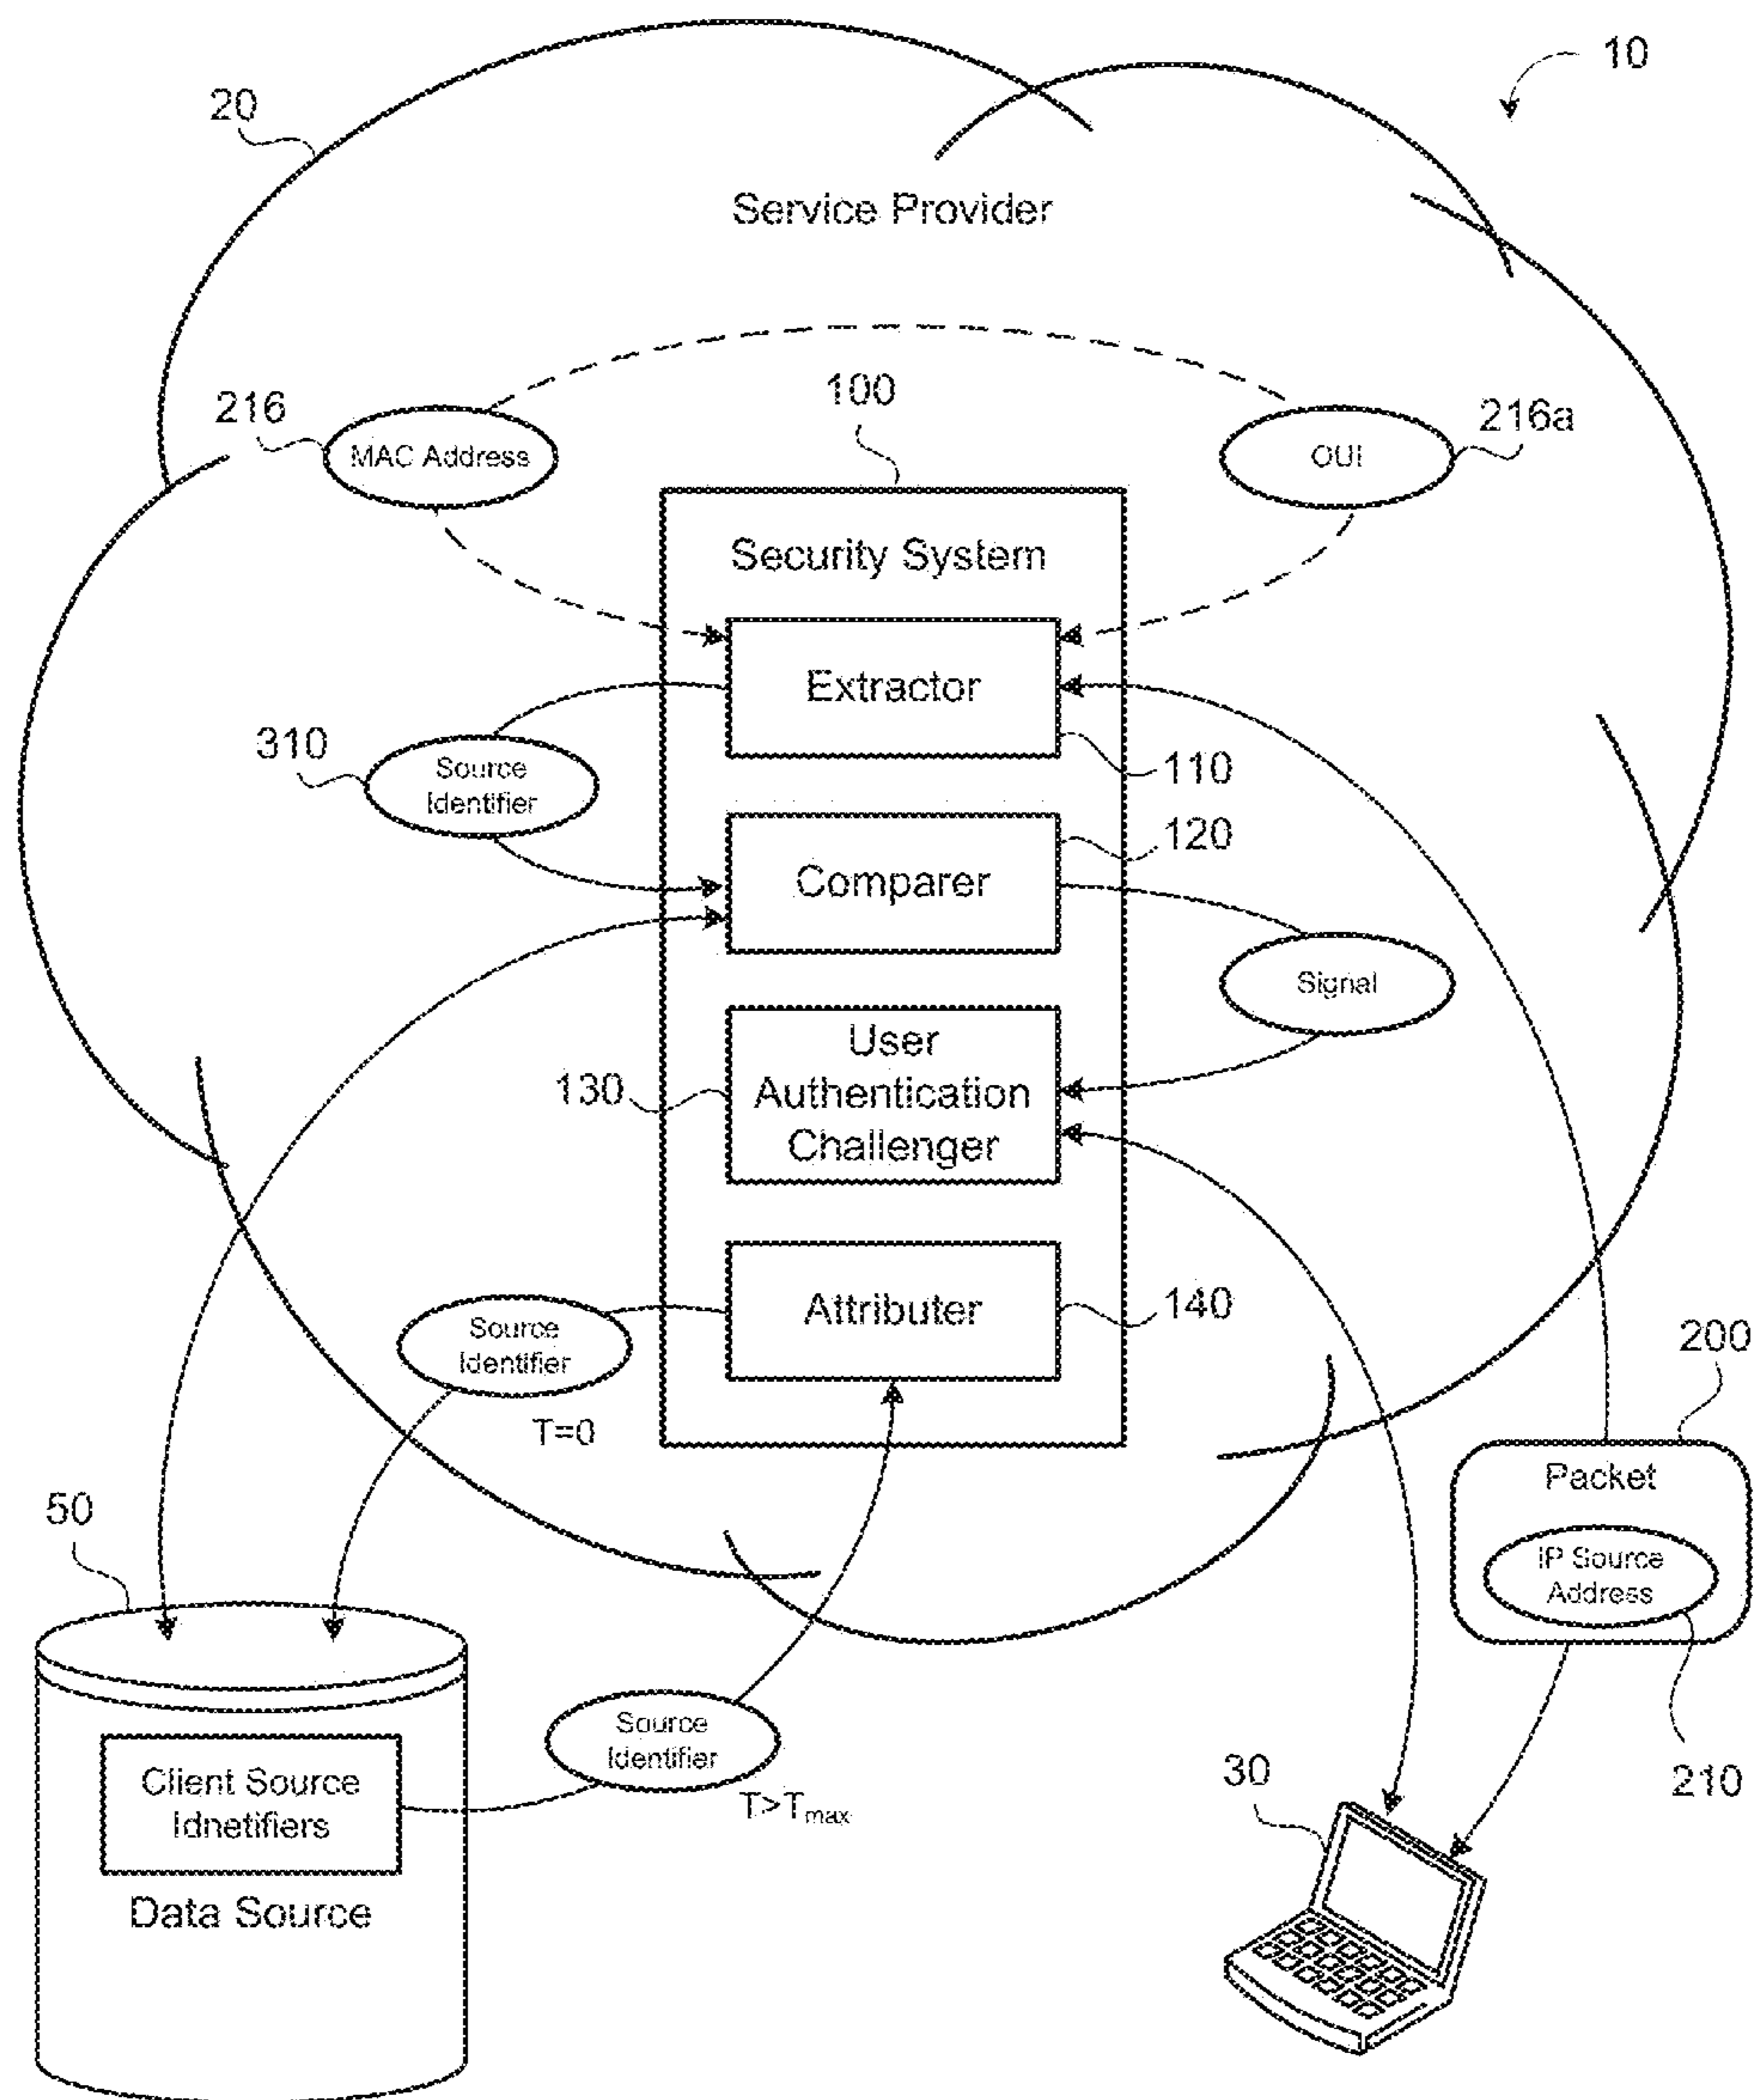 10
20
Service Provider
100
216
MAC Address
OUI
216a
Security System
Extractor
310
Source
Identifier
110
120
Comparer
Signal
User
Authentication
Challenger
130
Attributer
140
Source
Identifier
T=0
200
Packet
IP Source
Address
50
210
Source
Identifier
T>Tmax
Client Source
Idnetifiers
Data Source
30